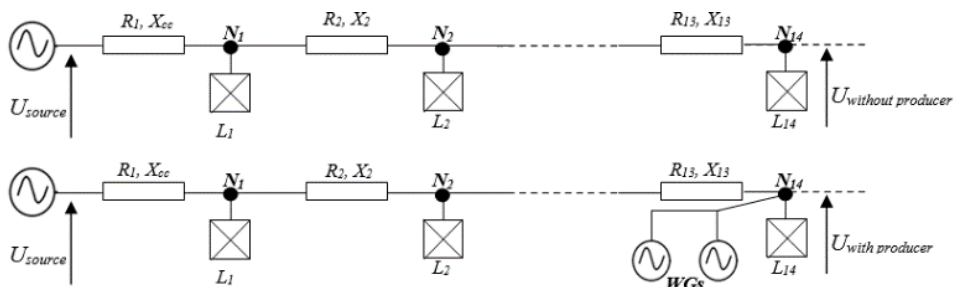 R1, Xcc R2, X2 R13, X13
N1 N2 N14
Usource Uwithout producer
L1 L2 L14
R1, Xcc R2, X2 R13, X13
N1 N2 N14
Usource Uwith producer
L1 L2 WGs L14